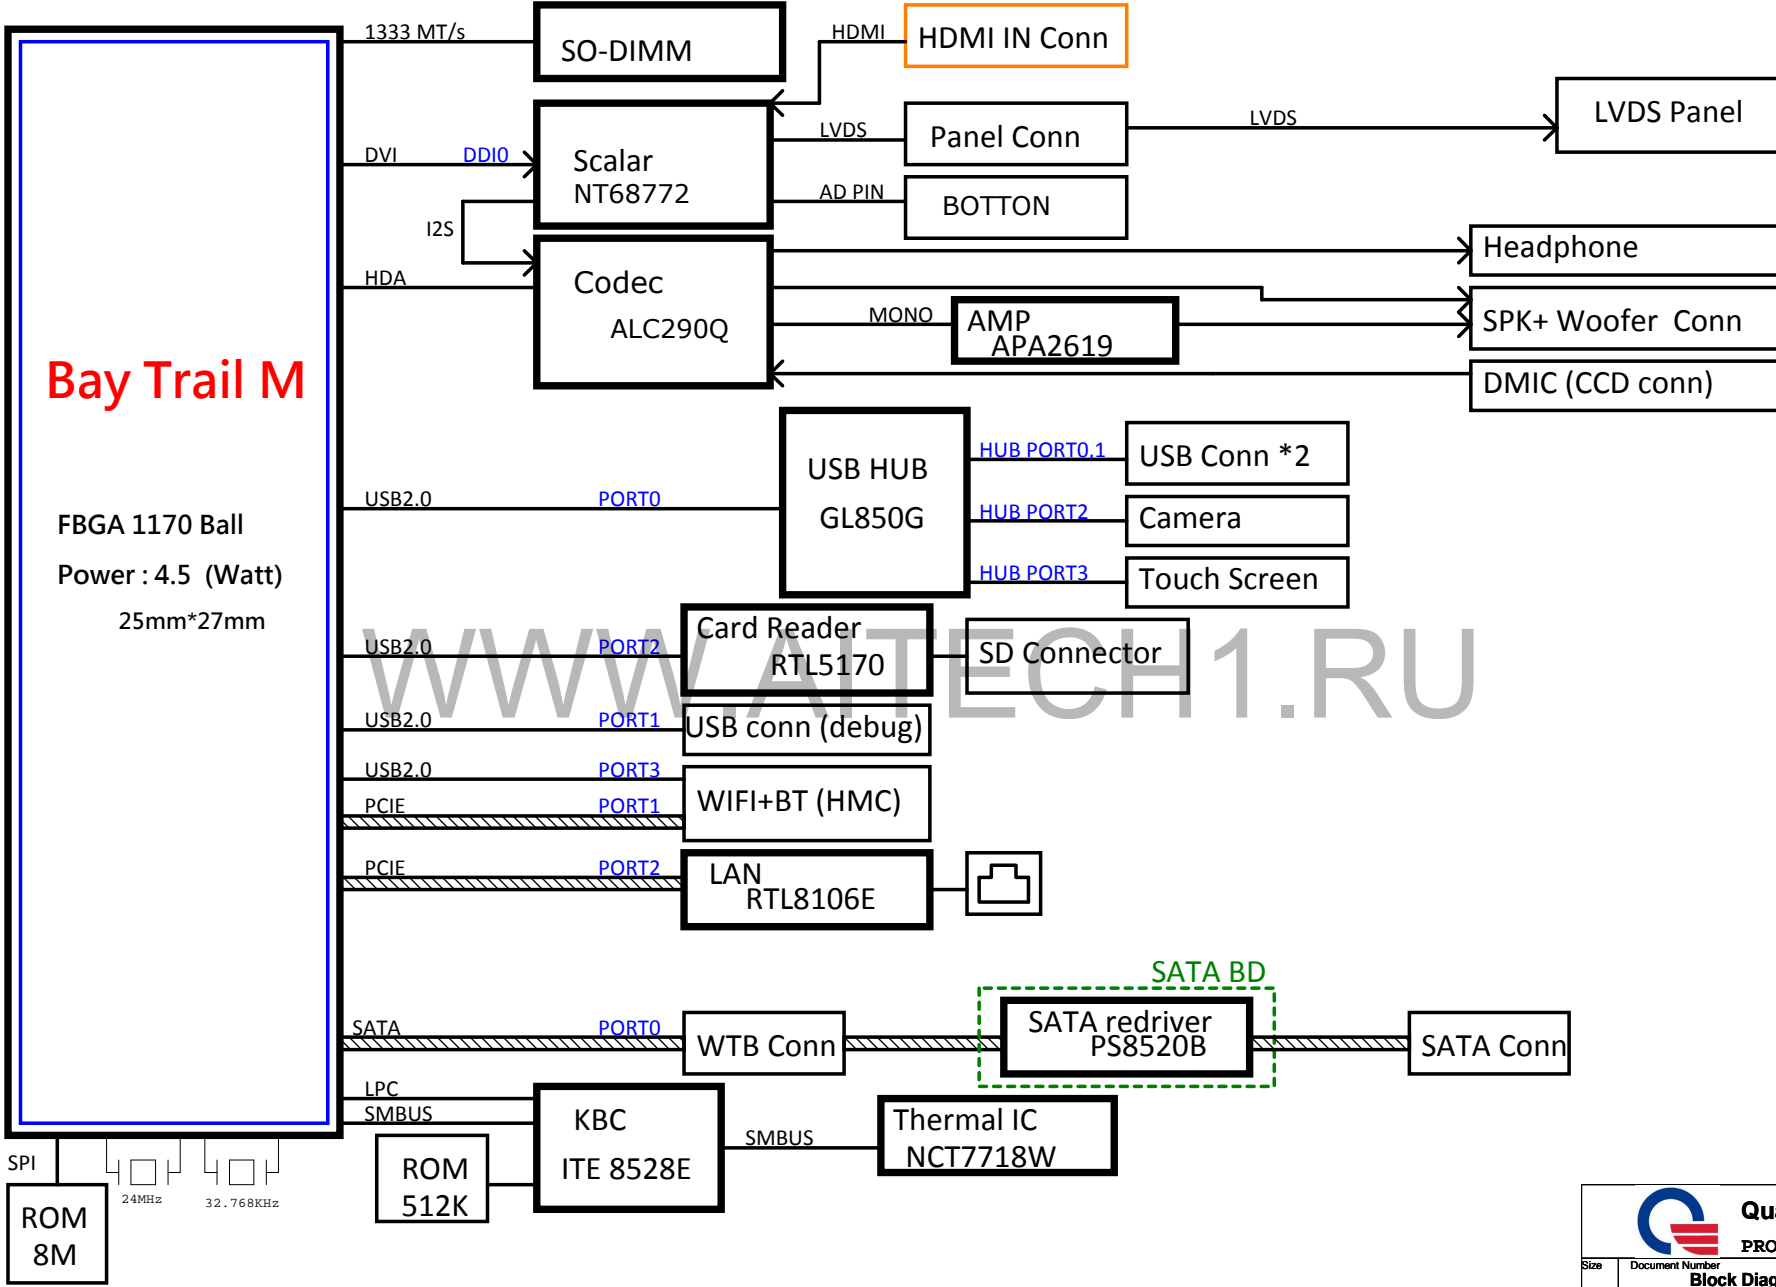 1333 MT/s
SO-DIMM
HDMI
HDMI IN Conn
DVI
DDI0
Scalar
NT68772
LVDS
Panel Conn
LVDS
LVDS Panel
AD PIN
BOTTON
I2S
HDA
Codec
ALC290Q
Headphone
MONO
AMP
APA2619
SPK+ Woofer Conn
DMIC (CCD conn)
Bay Trail M
FBGA 1170 Ball
Power : 4.5 (Watt)
25mm*27mm
USB2.0
PORT0
USB HUB
GL850G
HUB PORT0,1
USB Conn *2
HUB PORT2
Camera
HUB PORT3
Touch Screen
USB2.0
PORT2
Card Reader
RTL5170
SD Connector
WWW.AITECH1.RU
USB2.0
PORT1
USB conn (debug)
USB2.0
PORT3
PCIE
PORT1
WIFI+BT (HMC)
PCIE
PORT2
LAN
RTL8106E
SATA BD
SATA
PORT0
WTB Conn
SATA redriver
PS8520B
SATA Conn
LPC
SMBUS
KBC
ITE 8528E
SMBUS
Thermal IC
NCT7718W
ROM
512K
SPI
24MHz
32.768KHz
ROM
8M
Qua
PRO
Size
Document Number
Block Diag